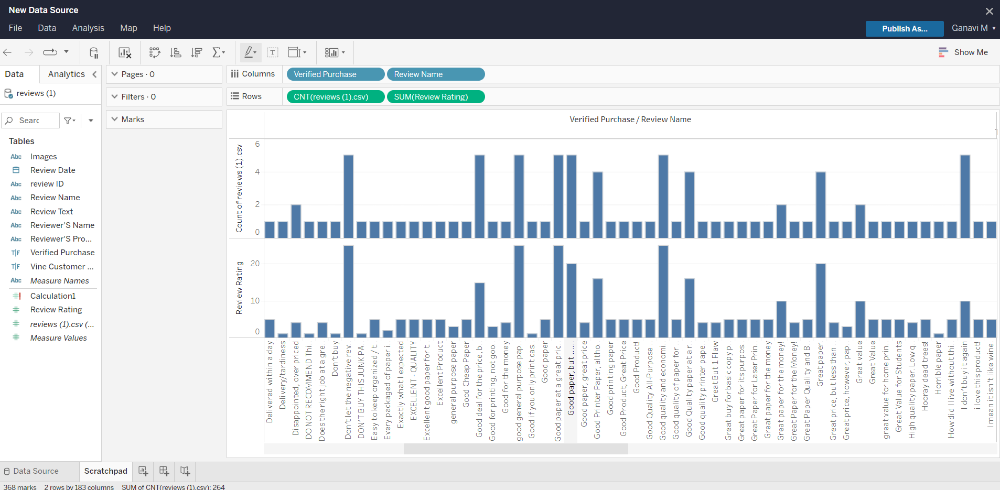 New Data Source
File Data Analysis Map Help
Publish As... Ganavi M
Show Me
Data Analytics
reviews (1)
Searc
Tables
Abc Images
Review Date
Abc review ID
Abc Review Name
Abc Review Text
Abc Reviewer'S Name
Abc Reviewer'S Pro...
T|F Verified Purchase
T|F Vine Customer ...
Abc Measure Names
#! Calculation1
# Review Rating
# reviews (1).csv (...
# Measure Values
Pages · 0
Filters · 0
Marks
Columns Verified Purchase Review Name
Rows CNT(reviews (1).csv) SUM(Review Rating)
Verified Purchase / Review Name
Count of reviews (1).csv
6
4
2
0
Review Rating
20
10
0
Delivered within a day
Delivery/tardiness
Disappointed, over priced
DO NOT RECOMMEND Thi..
Does the right job at a gre..
Don't buy
Don't let the negative rev..
DON'T BUY THIS JUNK PA..
Easy to keep organized / t..
Every packaged of paper i..
Exactly what I expected
EXCELLENT - QUALITY
Excellent good paper for t..
Excellent Product
general purpose paper
Good Cheap Paper
Good deal for the price, b..
Good for printing, not goo..
Good for the money
good general purpose pap..
Good if you only print cas..
Good paper
Good paper at a great pric..
Good paper, but ......
Good paper, great price
Good Printer Paper, altho..
Good printing paper
Good Product, Great Price
Good Product!
Good Quality All-Purpose ..
Good quality and economi..
Good quality of paper for ..
Good Quality paper at a r..
Good quality printer pape..
Great But 1 Flaw
Great buy for basic copy p..
Great paper for its purpos..
Great Paper for Laser Prin..
Great paper for the money
Great paper for the money!
Great Paper for the Money!
Great Paper Quality and B..
Great paper.
Great price, but less than ..
Great price, however, pap..
Great value
Great Value
great value for home prin..
Great Value for Students
High quality paper. Low q..
Hooray dead trees!
Horrible paper
How did I live without thi..
I don't buy it again
i love this product!
I mean it isn't like wine..
Data Source Scratchpad
368 marks 2 rows by 183 columns SUM of CNT(reviews (1).csv): 264